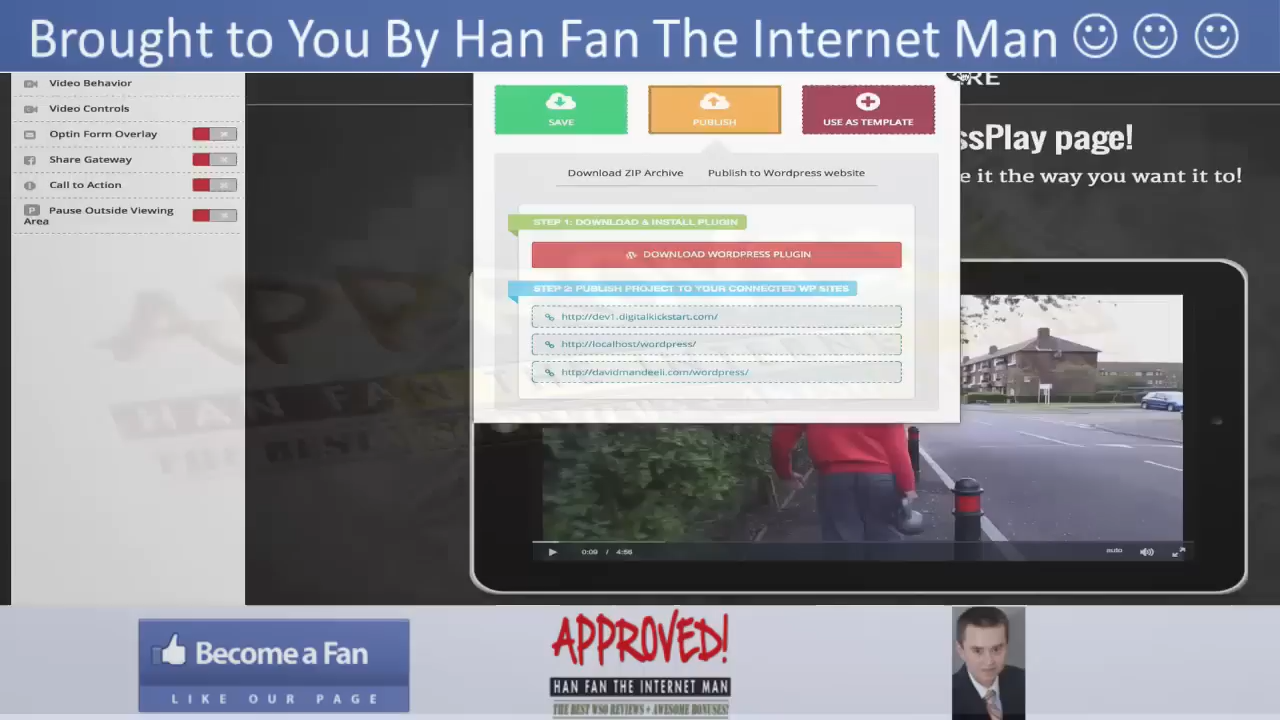 Brought to You By Han Fan The Internet Man
Video Behavior
Video Controls
Optin Form Overlay
Share Gateway
Call to Action
Pause Outside Viewing
Area
SAVE
PUBLISH
USE AS TEMPLATE
Download ZIP Archive
Publish to Wordpress website
STEP 1: DOWNLOAD & INSTALL PLUGIN
DOWNLOAD WORDPRESS PLUGIN
STEP 2: PUBLISH PROJECT TO YOUR CONNECTED WP SITES
http://dev1.digitalkickstart.com/
http://localhost/wordpress/
http://davidmandeeli.com/wordpress/
ssPlay page!
e it the way you want it to!
0:09 / 4:56
auto
Become a Fan
LIKE OUR PAGE
APPROVED!
HAN FAN THE INTERNET MAN
THE BEST WSO REVIEWS + AWESOME BONUSES!